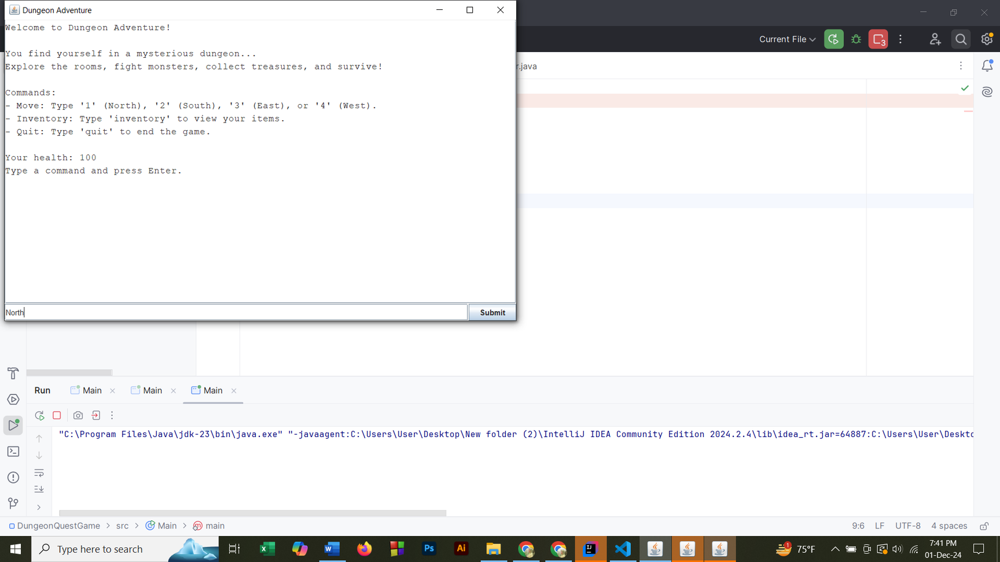 Dungeon Adventure
Welcome to Dungeon Adventure!
You find yourself in a mysterious dungeon...
Explore the rooms, fight monsters, collect treasures, and survive!
Commands:
- Move: Type '1' (North), '2' (South), '3' (East), or '4' (West).
- Inventory: Type 'inventory' to view your items.
- Quit: Type 'quit' to end the game.
Your health: 100
Type a command and press Enter.
North
Submit
Current File
3
r.java
Run
Main
Main
Main
"C:\Program Files\Java\jdk-23\bin\java.exe" "-javaagent:C:\Users\User\Desktop\New folder (2)\IntelliJ IDEA Community Edition 2024.2.4\lib\idea_rt.jar=64887:C:\Users\User\Deskto
DungeonQuestGame > src > Main > main
9:6 LF UTF-8 4 spaces
Type here to search
Ps
Ai
IJ
1
75°F
7:41 PM
01-Dec-24